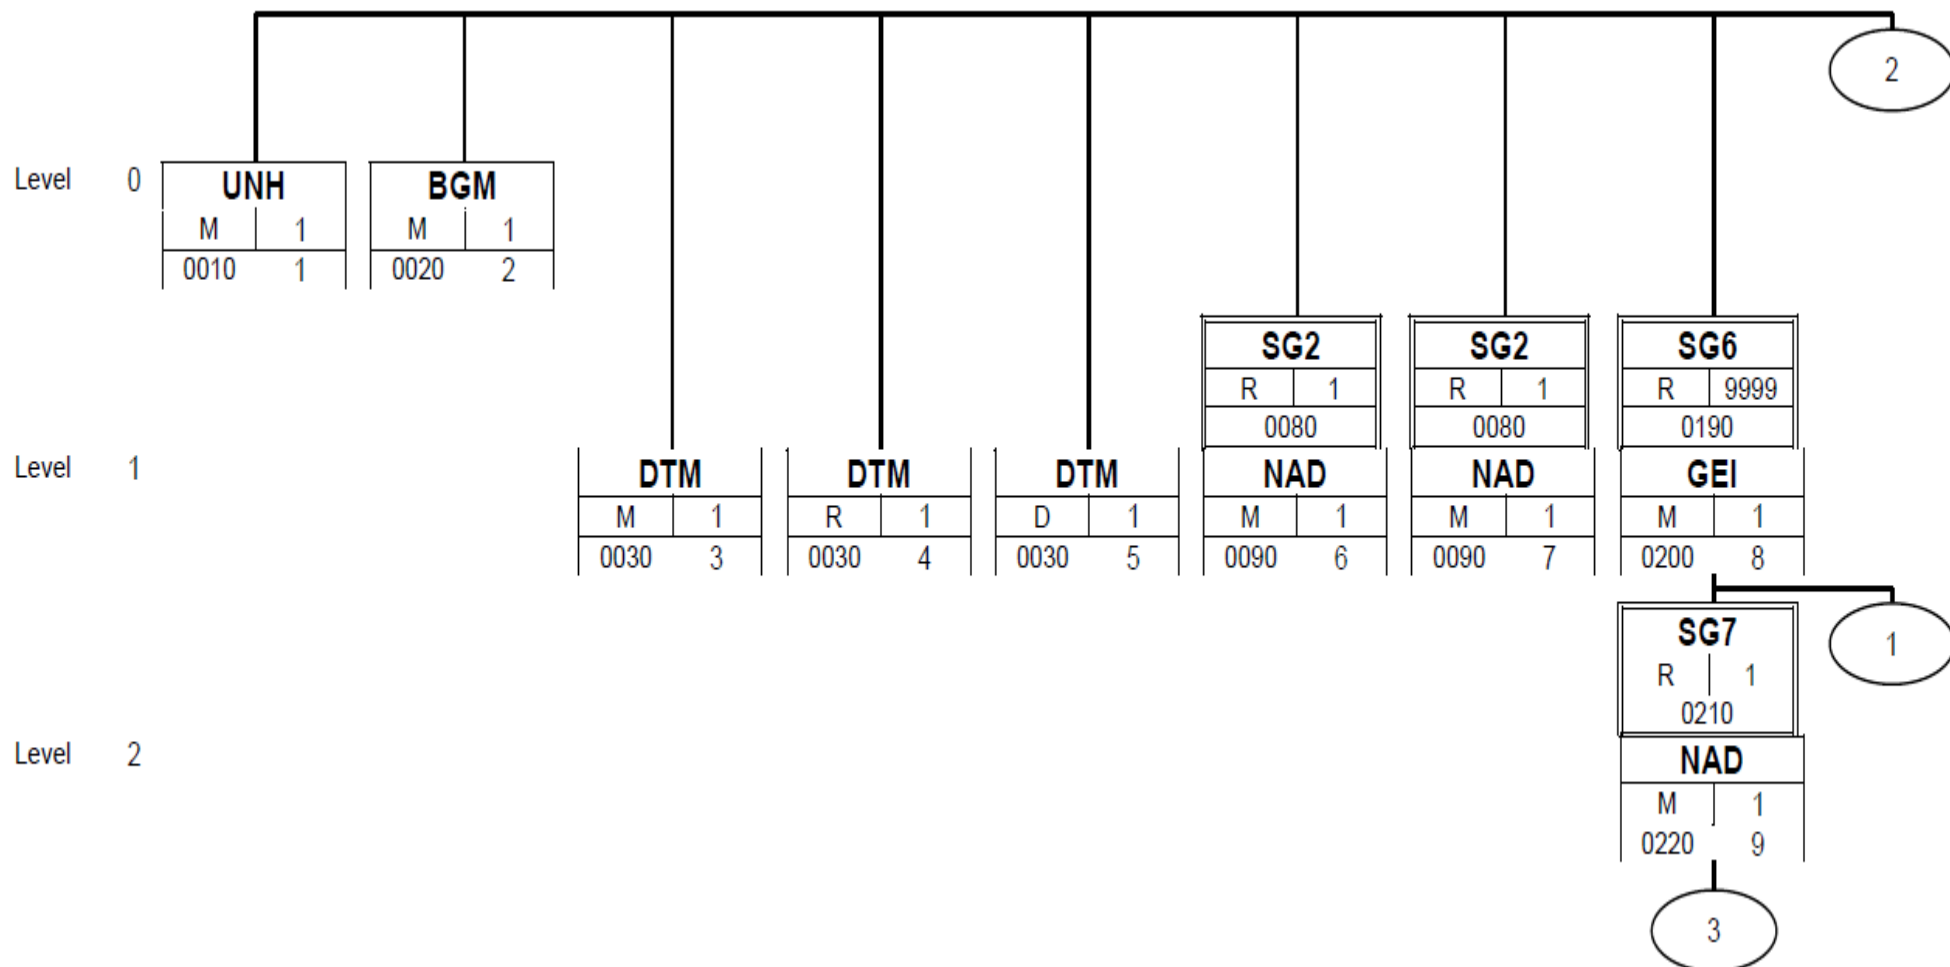 2
Level 0
UNH
M 1
0010 1
BGM
M 1
0020 2
SG2
R 1
0080
SG2
R 1
0080
SG6
R 9999
0190
Level 1
DTM
M 1
0030 3
DTM
R 1
0030 4
DTM
D 1
0030 5
NAD
M 1
0090 6
NAD
M 1
0090 7
GEI
M 1
0200 8
SG7
R 1
0210
1
Level 2
NAD
M 1
0220 9
3